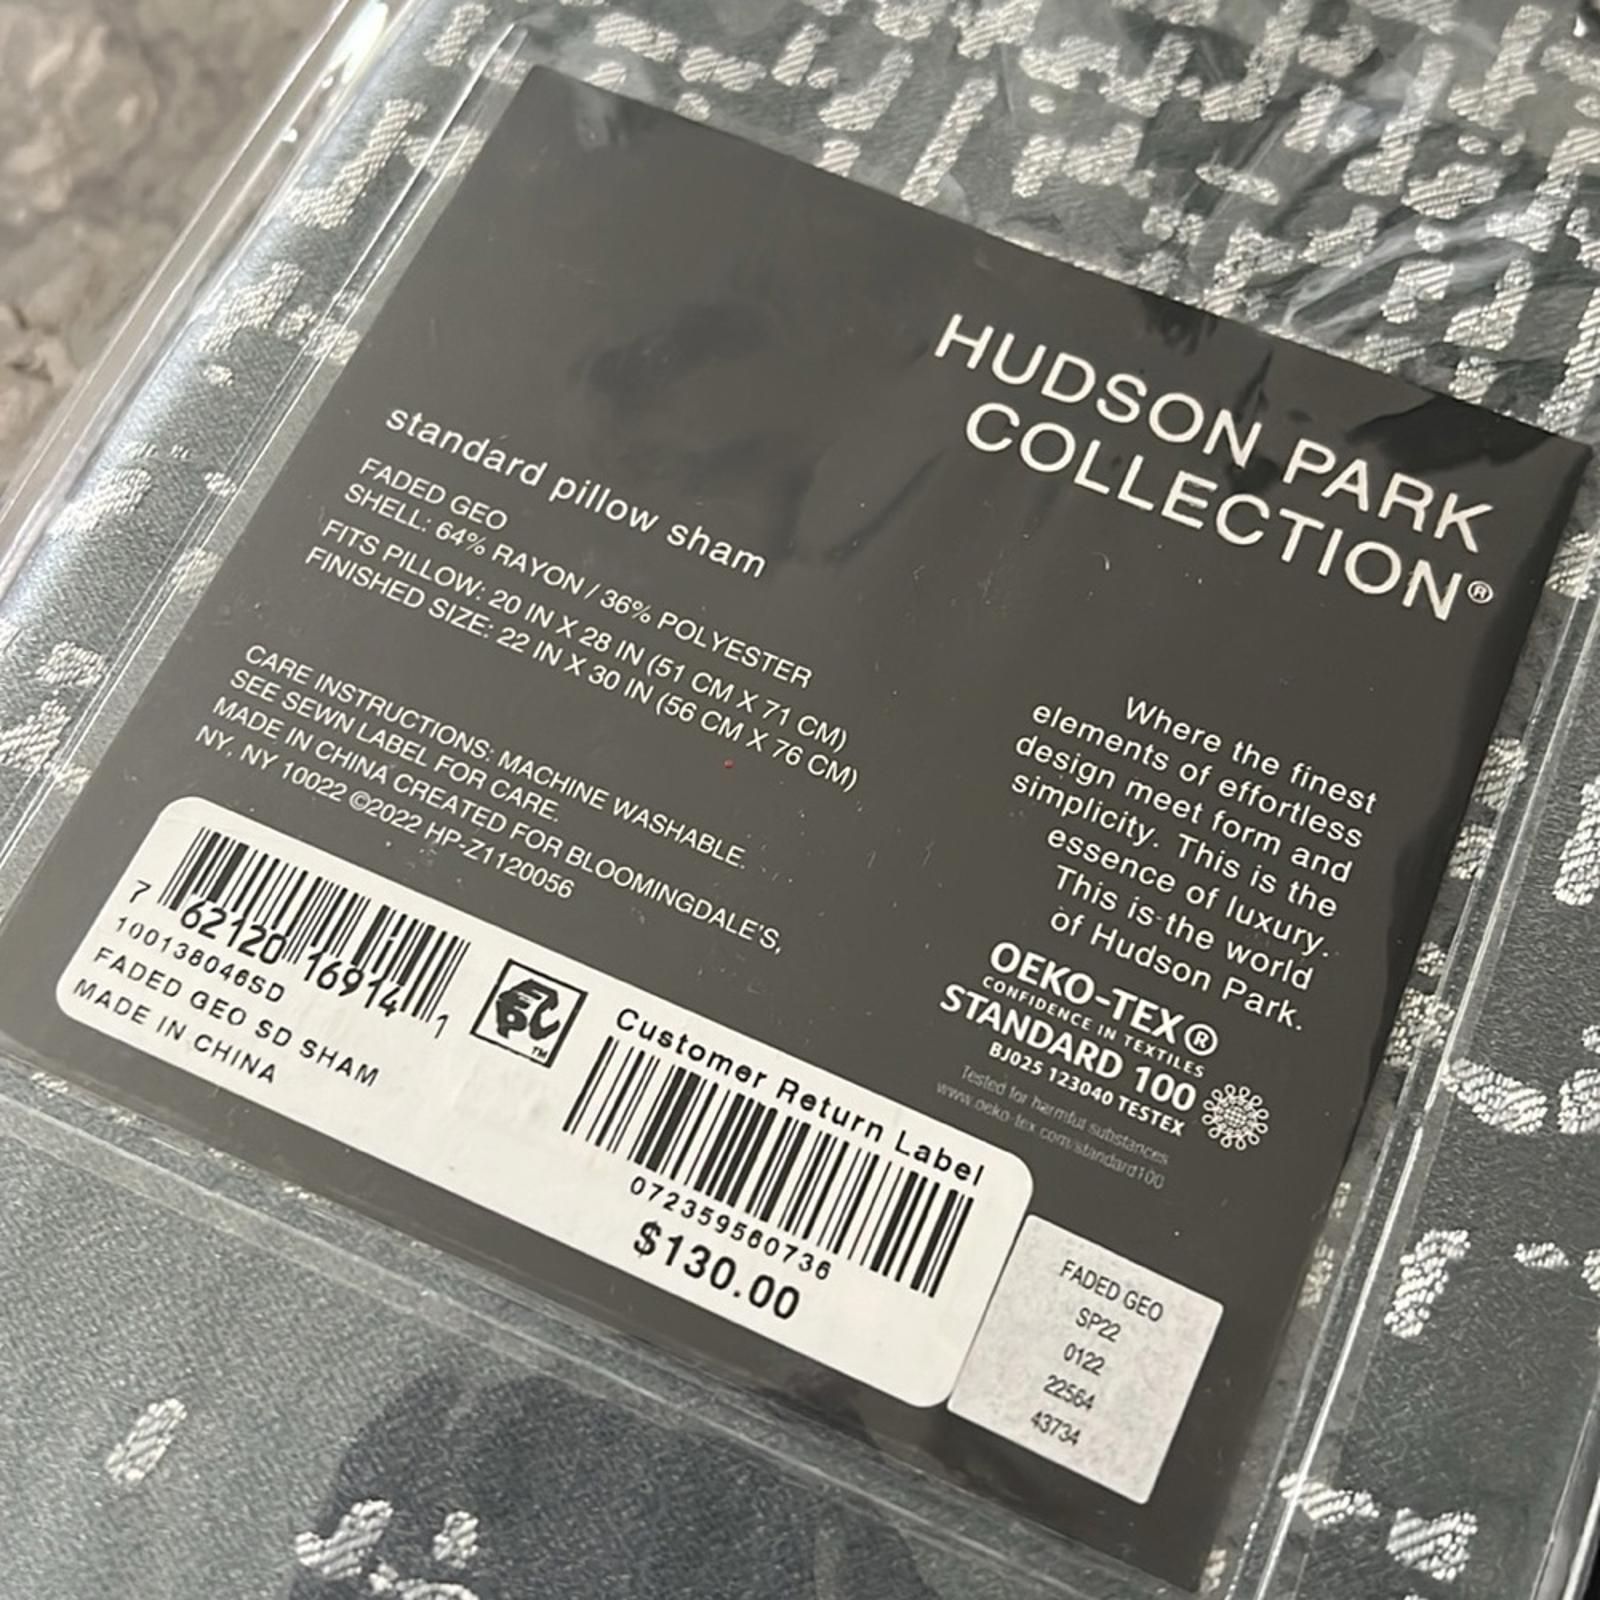 HUDSON PARK
COLLECTION®
standard pillow sham
FADED GEO
SHELL: 64% RAYON / 36% POLYESTER
FITS PILLOW: 20 IN X 28 IN (51 CM X 71 CM)
FINISHED SIZE: 22 IN X 30 IN (56 CM X 76 CM)
CARE INSTRUCTIONS: MACHINE WASHABLE.
SEE SEWN LABEL FOR CARE.
MADE IN CHINA CREATED FOR BLOOMINGDALE'S,
NY, NY 10022 ©2022 HP-Z1120056
Where the finest
elements of effortless
design meet form and
simplicity. This is the
essence of luxury.
This is the world
of Hudson Park.
OEKO-TEX®
CONFIDENCE IN TEXTILES
STANDARD 100
BJ025 123040 TESTEX
Tested for harmful substances
www.oeko-tex.com/standard100
7 62120 16914 1
100138046SD
FADED GEO SD SHAM
MADE IN CHINA
TM
Customer Return Label
072359560736
$130.00
FADED GEO
SP22
0122
22564
43734